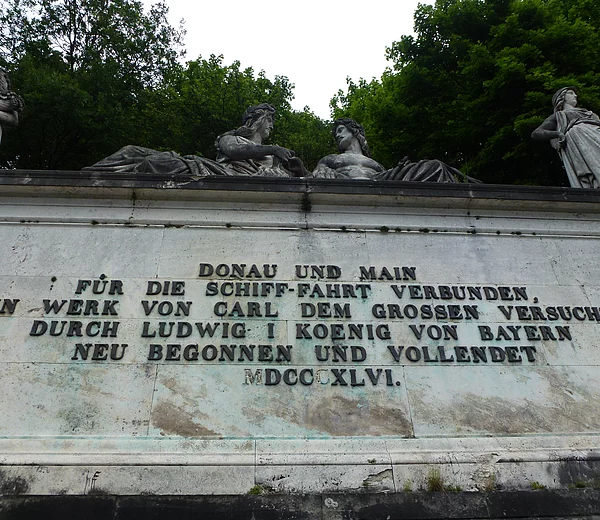 DONAU UND MAIN
FÜR DIE SCHIFF-FAHRT VERBUNDEN,
N WERK VON CARL DEM GROSSEN VERSUCH
DURCH LUDWIG I KOENIG VON BAYERN
NEU BEGONNEN UND VOLLENDET
MDCCCXLVI.